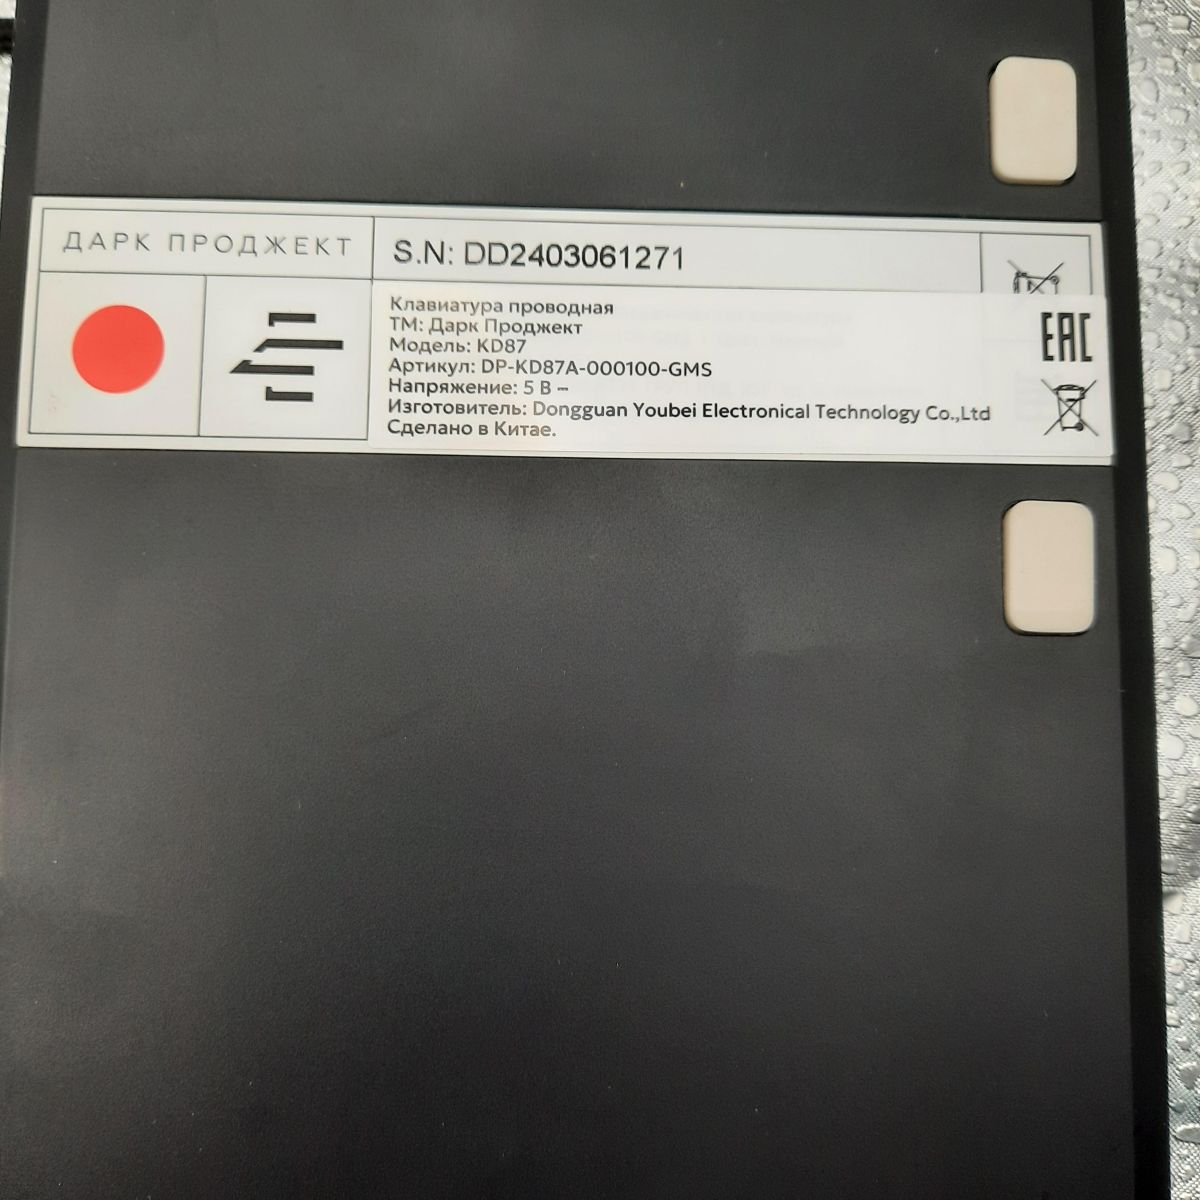 ДАРК ПРОДЖЕКТ
S.N: DD2403061271
Клавиатура проводная
ТМ: Дарк Проджект
Модель: KD87
Артикул: DP-KD87A-000100-GMS
Напряжение: 5 В ⎓
Изготовитель: Dongguan Youbei Electronical Technology Co.,Ltd
Сделано в Китае.
EAC